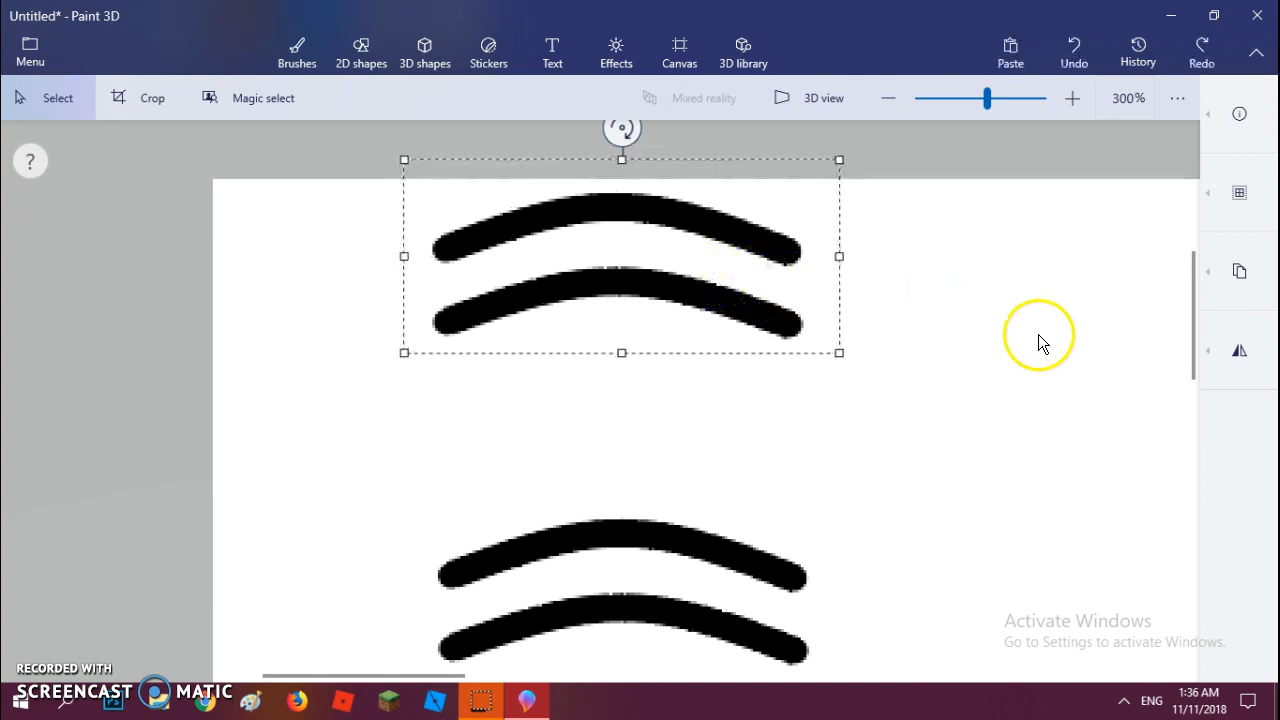 Untitled* - Paint 3D
Menu
Brushes
2D shapes
3D shapes
Stickers
Text
Effects
Canvas
3D library
Paste
Undo
History
Redo
Select
Crop
Magic select
Mixed reality
3D view
300%
?
Activate Windows
Go to Settings to activate Windows.
RECORDED WITH
SCREENCAST MATIC
ENG
1:36 AM
11/11/2018